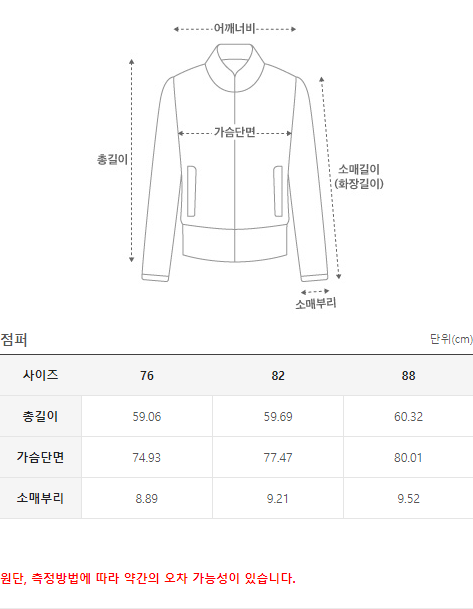 어깨너비
가슴단면
총길이
소매길이
(화장길이)
소매부리
점퍼 단위(cm)
사이즈 76 82 88
총길이 59.06 59.69 60.32
가슴단면 74.93 77.47 80.01
소매부리 8.89 9.21 9.52
원단, 측정방법에 따라 약간의 오차 가능성이 있습니다.